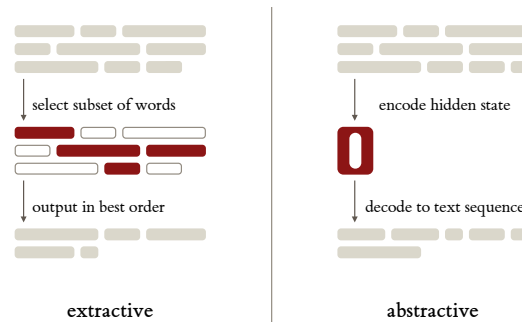 select subset of words
output in best order
extractive
encode hidden state
decode to text sequence
abstractive